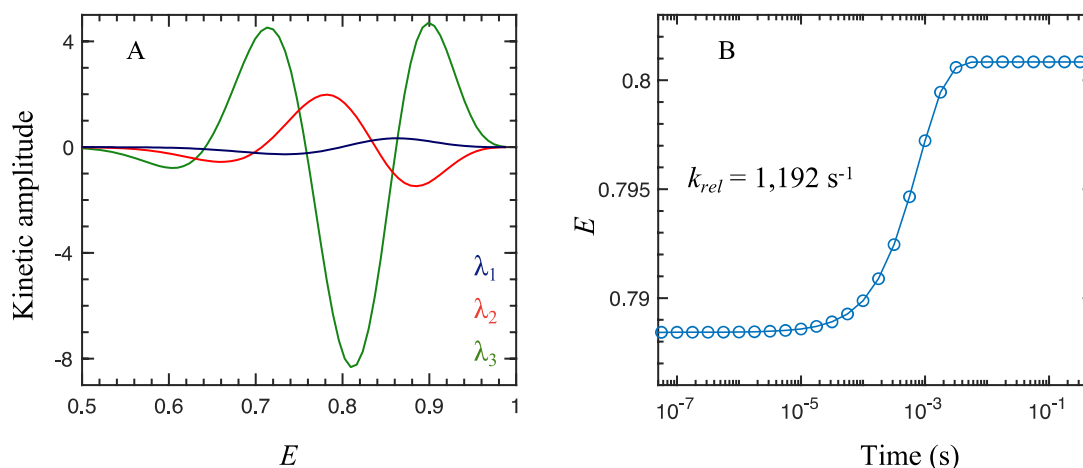 A
4
0
-4
-8
Kinetic amplitude
λ1
λ2
λ3
0.5 0.6 0.7 0.8 0.9 1
E
B
0.8
0.795
0.79
E
k_rel = 1,192 s⁻¹
10⁻⁷ 10⁻⁵ 10⁻³ 10⁻¹
Time (s)